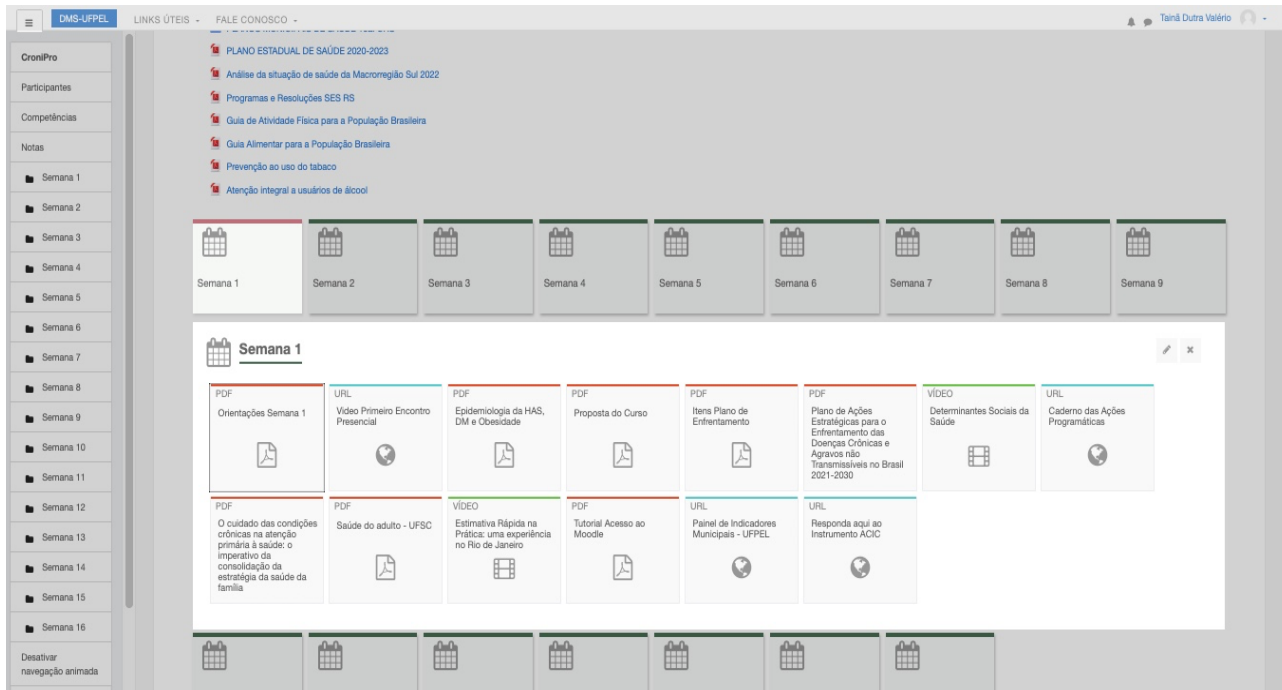 DMS-UFPEL LINKS ÚTEIS FALE CONOSCO Tainã Dutra Valério
CroniPro
Participantes
Competências
Notas
Semana 1
Semana 2
Semana 3
Semana 4
Semana 5
Semana 6
Semana 7
Semana 8
Semana 9
Semana 10
Semana 11
Semana 12
Semana 13
Semana 14
Semana 15
Semana 16
Desativar
navegação animada
PLANO ESTADUAL DE SAÚDE 2020-2023
Análise da situação de saúde da Macrorregião Sul 2022
Programas e Resoluções SES RS
Guia de Atividade Física para a População Brasileira
Guia Alimentar para a População Brasileira
Prevenção ao uso do tabaco
Atenção integral a usuários de álcool
Semana 1 Semana 2 Semana 3 Semana 4 Semana 5 Semana 6 Semana 7 Semana 8 Semana 9
Semana 1
PDF
Orientações Semana 1
URL
Video Primeiro Encontro
Presencial
PDF
Epidemiologia da HAS,
DM e Obesidade
PDF
Proposta do Curso
PDF
Itens Plano de
Enfrentamento
PDF
Plano de Ações
Estratégicas para o
Enfrentamento das
Doenças Crônicas e
Agravos não
Transmissíveis no Brasil
2021-2030
VÍDEO
Determinantes Sociais da
Saúde
URL
Caderno das Ações
Programáticas
PDF
O cuidado das condições
crônicas na atenção
primária à saúde: o
imperativo da
consolidação da
estratégia da saúde da
família
PDF
Saúde do adulto - UFSC
VÍDEO
Estimativa Rápida na
Prática: uma experiência
no Rio de Janeiro
PDF
Tutorial Acesso ao
Moodle
URL
Painel de Indicadores
Municipais - UFPEL
URL
Responda aqui ao
Instrumento ACIC